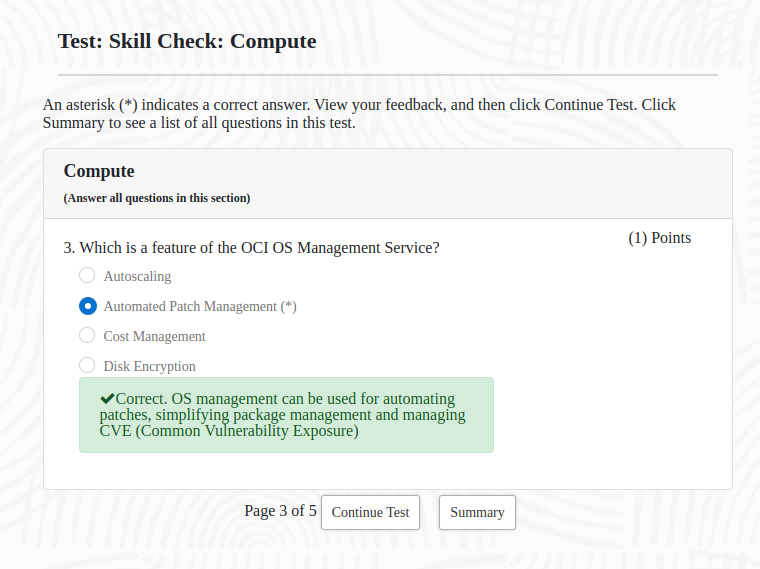 Test: Skill Check: Compute
An asterisk (*) indicates a correct answer. View your feedback, and then click Continue Test. Click
Summary to see a list of all questions in this test.
Compute
(Answer all questions in this section)
(1) Points
3. Which is a feature of the OCI OS Management Service?
Autoscaling
Automated Patch Management (*)
Cost Management
Disk Encryption
Correct. OS management can be used for automating
patches, simplifying package management and managing
CVE (Common Vulnerability Exposure)
Page 3 of 5 Continue Test Summary